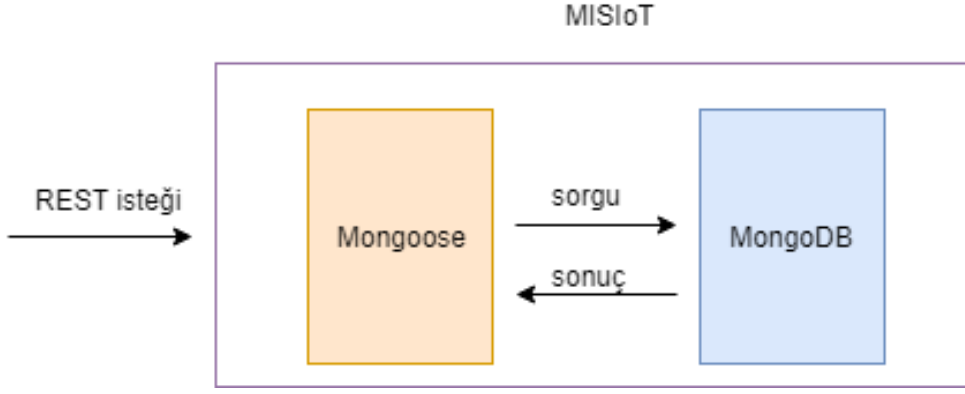 MISIoT
REST isteği
Mongoose
sorgu
sonuç
MongoDB